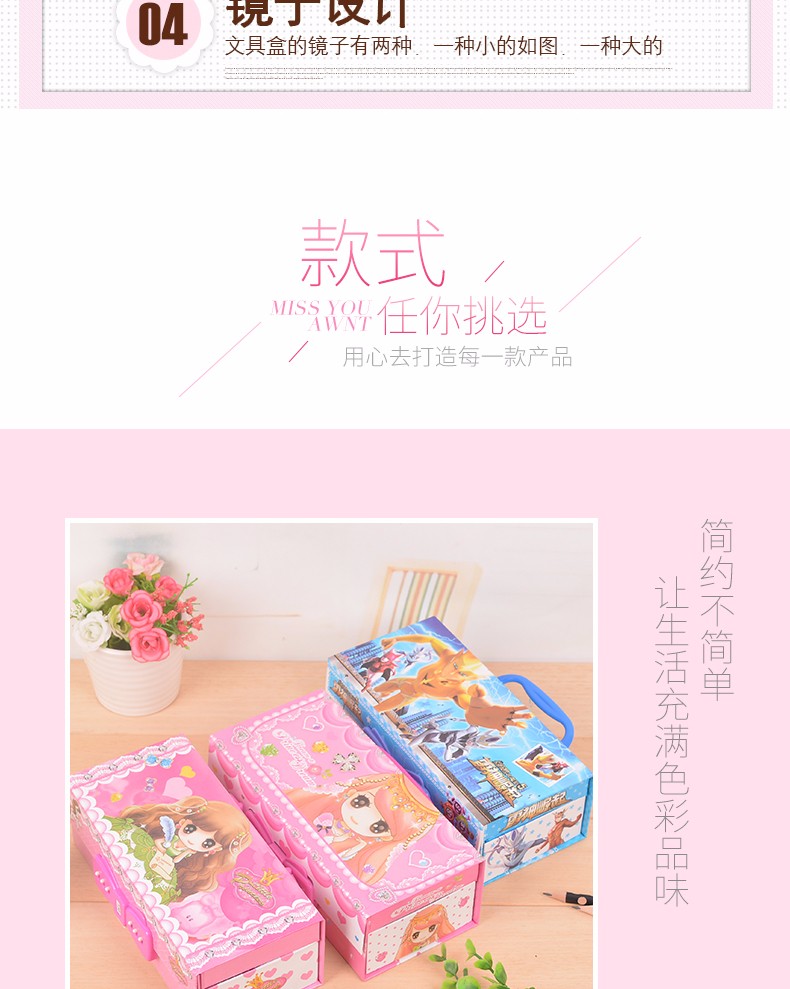 04
镜子设计
文具盒的镜子有两种．一种小的如图．一种大的
款式
MISS YOU
AWNT
任你挑选
用心去打造每一款产品
简约不简单
让生活充满色彩品味